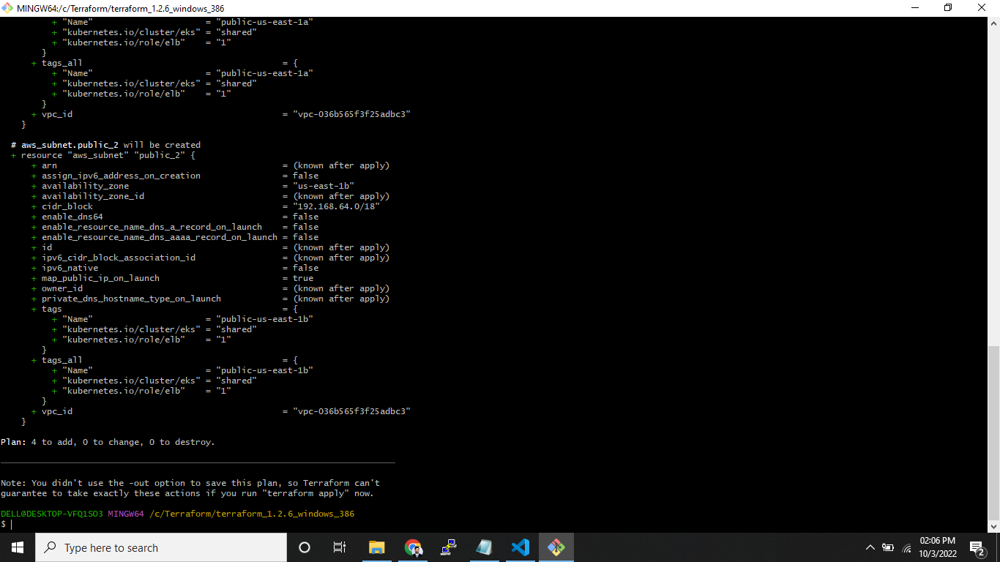 MINGW64:/c/Terraform/terraform_1.2.6_windows_386
+ "Name" = "public-us-east-1a"
+ "kubernetes.io/cluster/eks" = "shared"
+ "kubernetes.io/role/elb" = "1"
}
+ tags_all = {
+ "Name" = "public-us-east-1a"
+ "kubernetes.io/cluster/eks" = "shared"
+ "kubernetes.io/role/elb" = "1"
}
+ vpc_id = "vpc-036b565f3f25adbc3"
}
# aws_subnet.public_2 will be created
+ resource "aws_subnet" "public_2" {
+ arn = (known after apply)
+ assign_ipv6_address_on_creation = false
+ availability_zone = "us-east-1b"
+ availability_zone_id = (known after apply)
+ cidr_block = "192.168.64.0/18"
+ enable_dns64 = false
+ enable_resource_name_dns_a_record_on_launch = false
+ enable_resource_name_dns_aaaa_record_on_launch = false
+ id = (known after apply)
+ ipv6_cidr_block_association_id = (known after apply)
+ ipv6_native = false
+ map_public_ip_on_launch = true
+ owner_id = (known after apply)
+ private_dns_hostname_type_on_launch = (known after apply)
+ tags = {
+ "Name" = "public-us-east-1b"
+ "kubernetes.io/cluster/eks" = "shared"
+ "kubernetes.io/role/elb" = "1"
}
+ tags_all = {
+ "Name" = "public-us-east-1b"
+ "kubernetes.io/cluster/eks" = "shared"
+ "kubernetes.io/role/elb" = "1"
}
+ vpc_id = "vpc-036b565f3f25adbc3"
}
Plan: 4 to add, 0 to change, 0 to destroy.
Note: You didn't use the -out option to save this plan, so Terraform can't
guarantee to take exactly these actions if you run "terraform apply" now.
DELL@DESKTOP-VFQ1SO3 MINGW64 /c/Terraform/terraform_1.2.6_windows_386
$
Type here to search
02:06 PM
10/3/2022
2